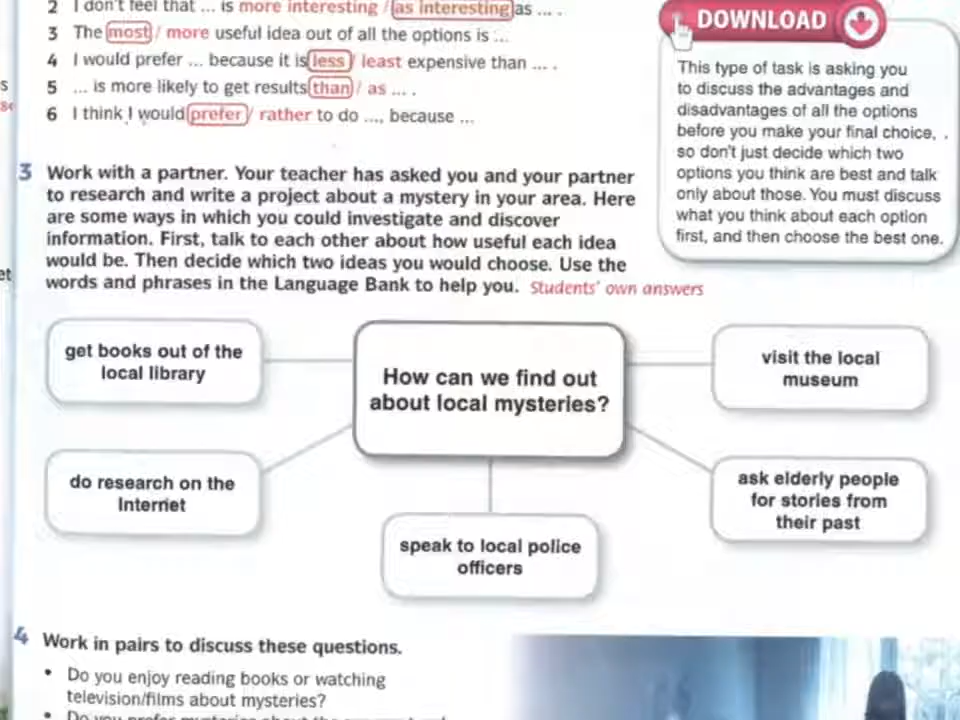 2 I don't feel that ... is more interesting / as interesting as ... .
3 The most / more useful idea out of all the options is ...
4 I would prefer ... because it is less / least expensive than ... .
5 ... is more likely to get results than / as ... .
6 I think I would prefer / rather to do ..., because ...
DOWNLOAD
This type of task is asking you
to discuss the advantages and
disadvantages of all the options
before you make your final choice,
so don't just decide which two
options you think are best and talk
only about those. You must discuss
what you think about each option
first, and then choose the best one.
3 Work with a partner. Your teacher has asked you and your partner
to research and write a project about a mystery in your area. Here
are some ways in which you could investigate and discover
information. First, talk to each other about how useful each idea
would be. Then decide which two ideas you would choose. Use the
words and phrases in the Language Bank to help you. Students' own answers
get books out of the
local library
How can we find out
about local mysteries?
visit the local
museum
do research on the
Internet
speak to local police
officers
ask elderly people
for stories from
their past
4 Work in pairs to discuss these questions.
• Do you enjoy reading books or watching
television/films about mysteries?